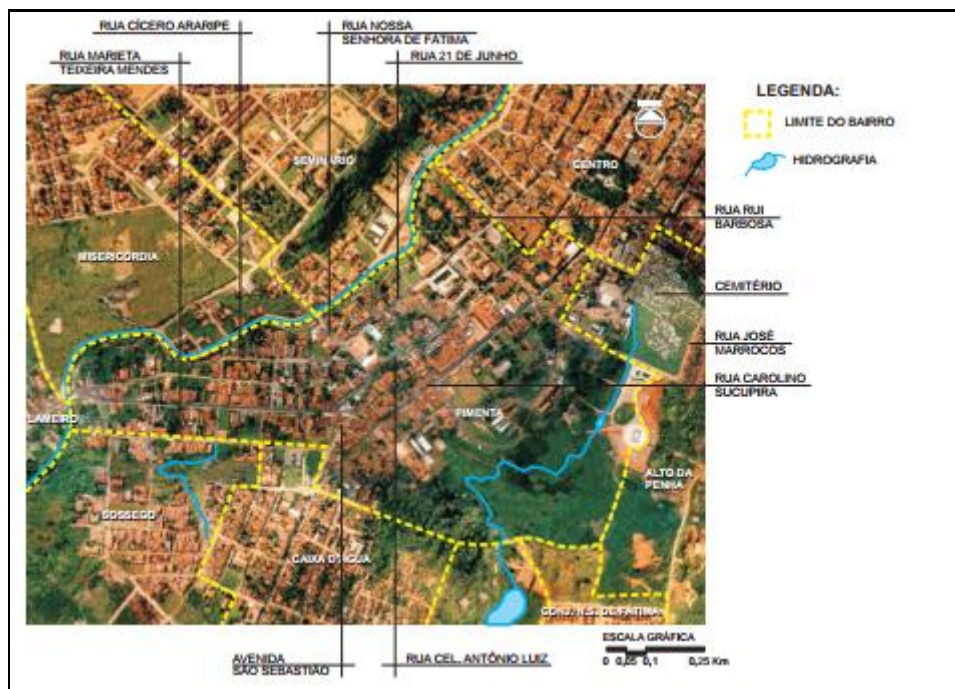 RUA CÍCERO ARARIPE
RUA NOSSA
SENHORA DE FÁTIMA
RUA MARIETA
TEIXEIRA MENDES
RUA 21 DE JUNHO
LEGENDA:
LIMITE DO BAIRRO
HIDROGRAFIA
SEMINÁRIO
CENTRO
RUA RUI
BARBOSA
MISERICÓRDIA
CEMITÉRIO
RUA JOSÉ
MARROCOS
RUA CAROLINO
SUCUPIRA
LAMEIRO
PIMENTA
ALTO DA
PENHA
SOSSEGO
CAIXA D'ÁGUA
CONJ. N.S. DE FÁTIMA
ESCALA GRÁFICA
0 0,05 0,1 0,25 Km
AVENIDA
SÃO SEBASTIÃO
RUA CEL. ANTÔNIO LUIZ